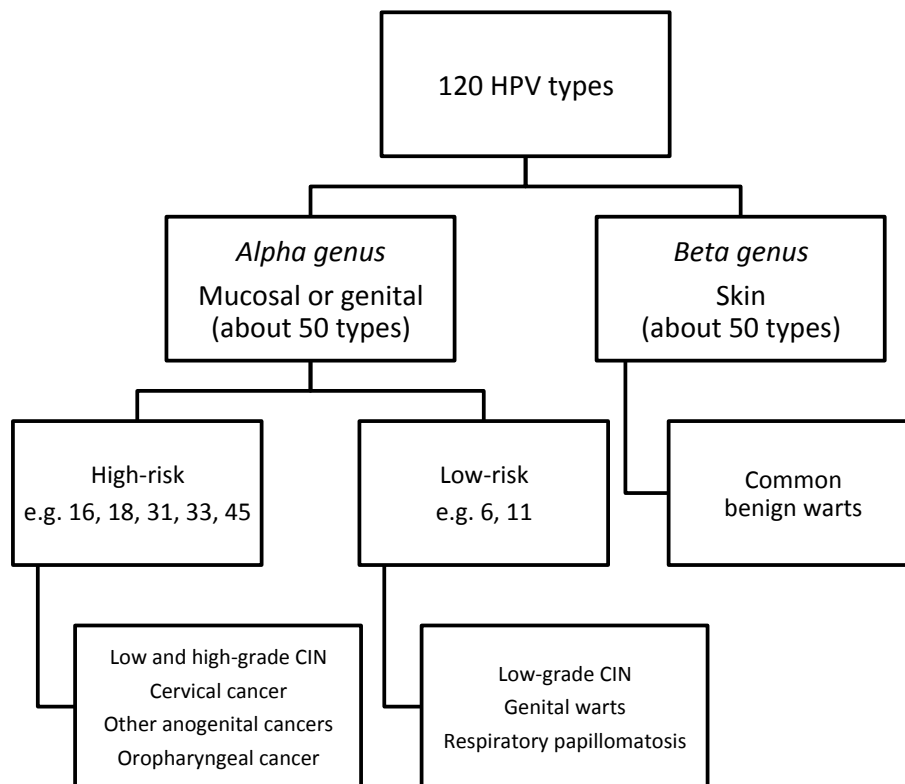 120 HPV types
Alpha genus
Mucosal or genital
(about 50 types)
Beta genus
Skin
(about 50 types)
High-risk
e.g. 16, 18, 31, 33, 45
Low-risk
e.g. 6, 11
Common
benign warts
Low and high-grade CIN
Cervical cancer
Other anogenital cancers
Oropharyngeal cancer
Low-grade CIN
Genital warts
Respiratory papillomatosis